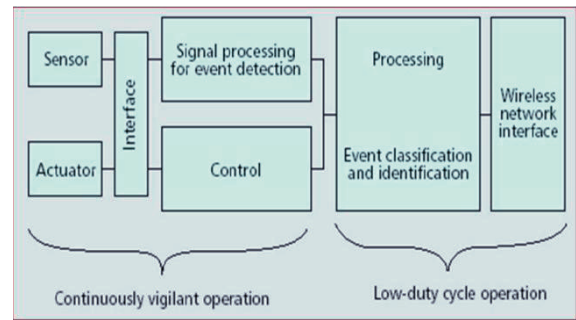 Sensor
Actuator
Interface
Signal processing
for event detection
Control
Processing
Event classification
and identification
Wireless
network
interface
Continuously vigilant operation
Low-duty cycle operation